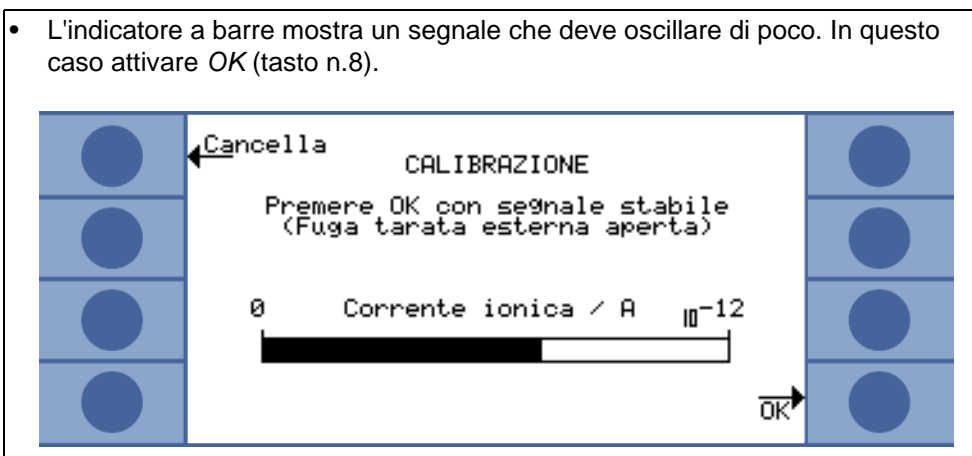 • L'indicatore a barre mostra un segnale che deve oscillare di poco. In questo
caso attivare OK (tasto n.8).
Cancella
CALIBRAZIONE
Premere OK con segnale stabile
(Fuga tarata esterna aperta)
0 Corrente ionica / A 10-12
OK